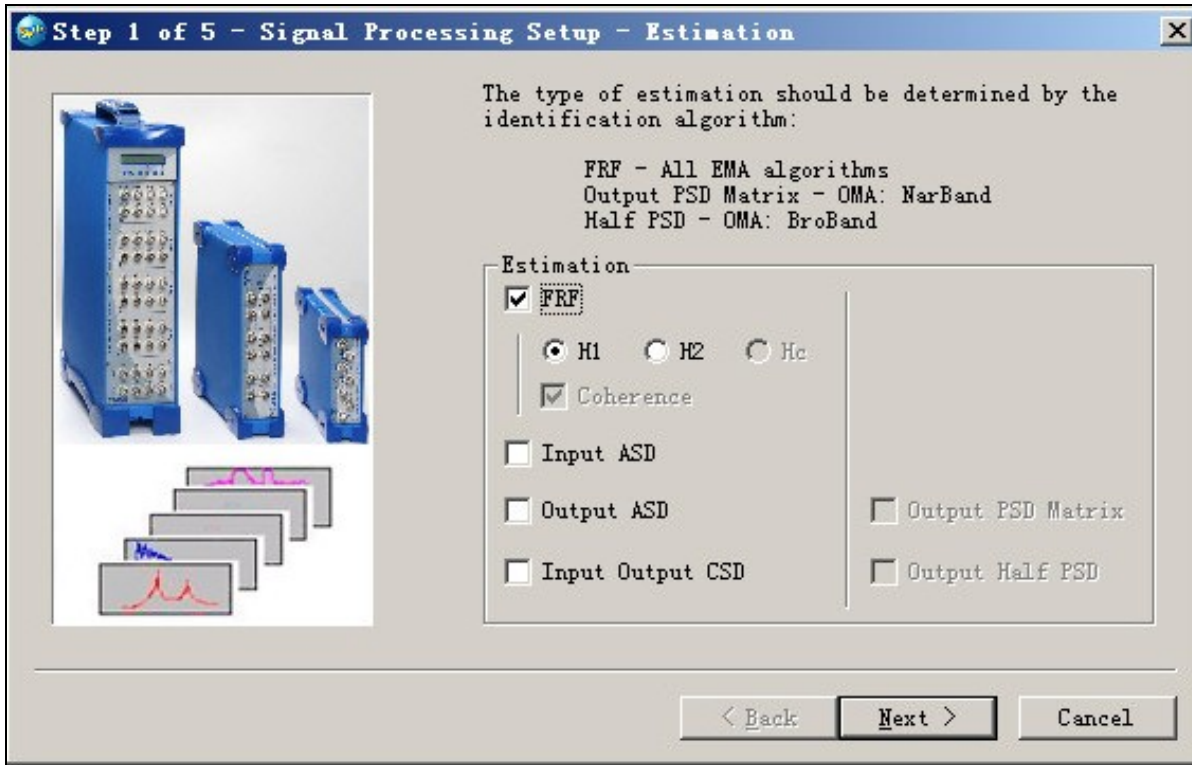 Step 1 of 5 - Signal Processing Setup - Estimation
The type of estimation should be determined by the
identification algorithm:
FRF - All EMA algorithms
Output PSD Matrix - OMA: NarBand
Half PSD - OMA: BroBand
Estimation
FRF
H1 H2 Hc
Coherence
Input ASD
Output ASD Output PSD Matrix
Input Output CSD Output Half PSD
< Back Next > Cancel